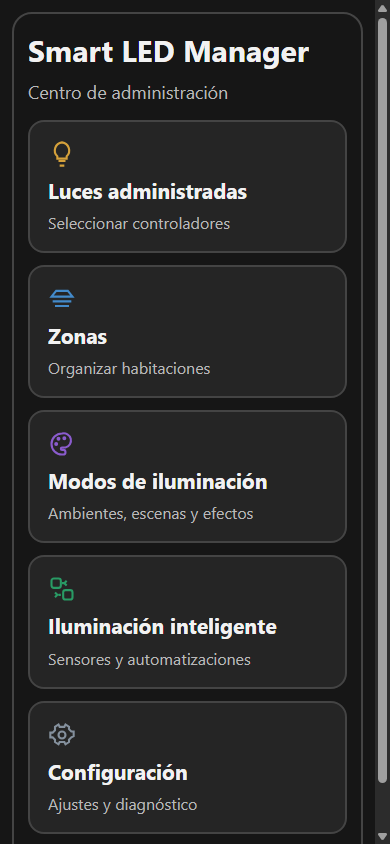 Smart LED Manager
Centro de administración
Luces administradas
Seleccionar controladores
Zonas
Organizar habitaciones
Modos de iluminación
Ambientes, escenas y efectos
Iluminación inteligente
Sensores y automatizaciones
Configuración
Ajustes y diagnóstico